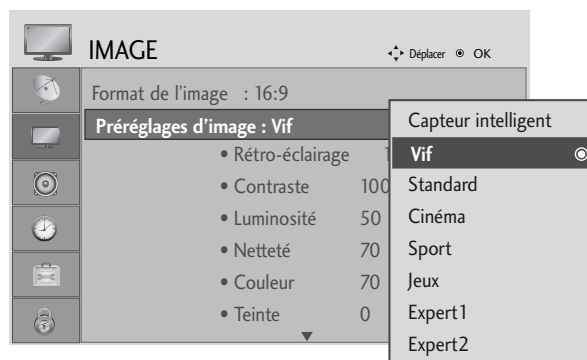 IMAGE
Déplacer OK
Format de l'image : 16:9
Préréglages d'image : Vif
• Rétro-éclairage 1
• Contraste 100
• Luminosité 50
• Netteté 70
• Couleur 70
• Teinte 0
Capteur intelligent
Vif
Standard
Cinéma
Sport
Jeux
Expert1
Expert2